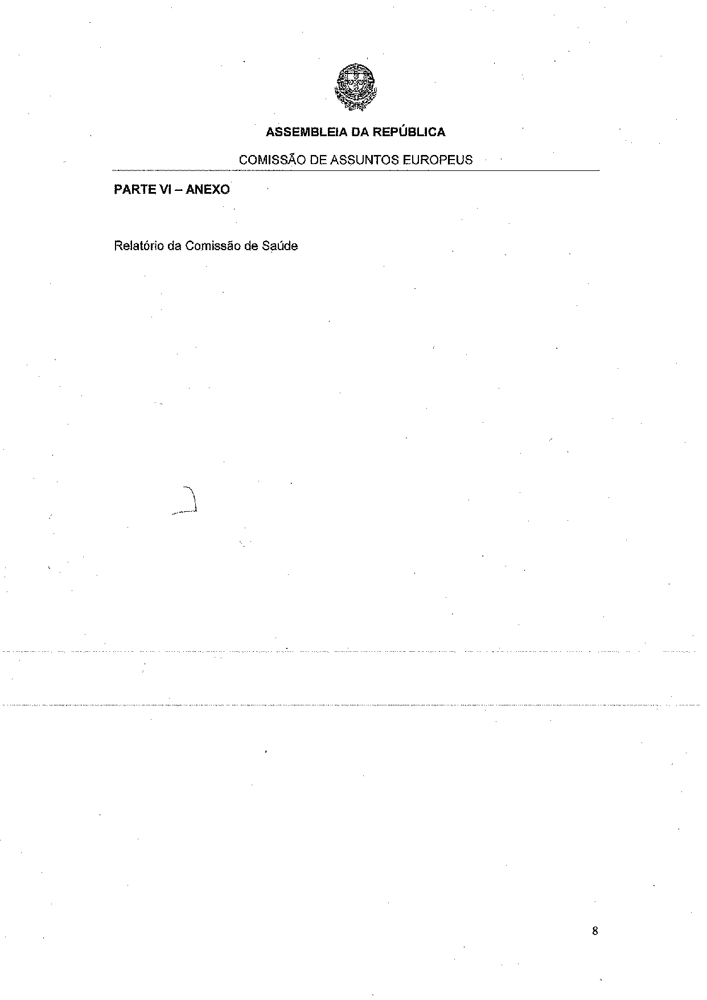 ASSEMBLEIA DA REPÚBLICA
COMISSÃO DE ASSUNTOS EUROPEUS
PARTE VI – ANEXO
Relatório da Comissão de Saúde
8